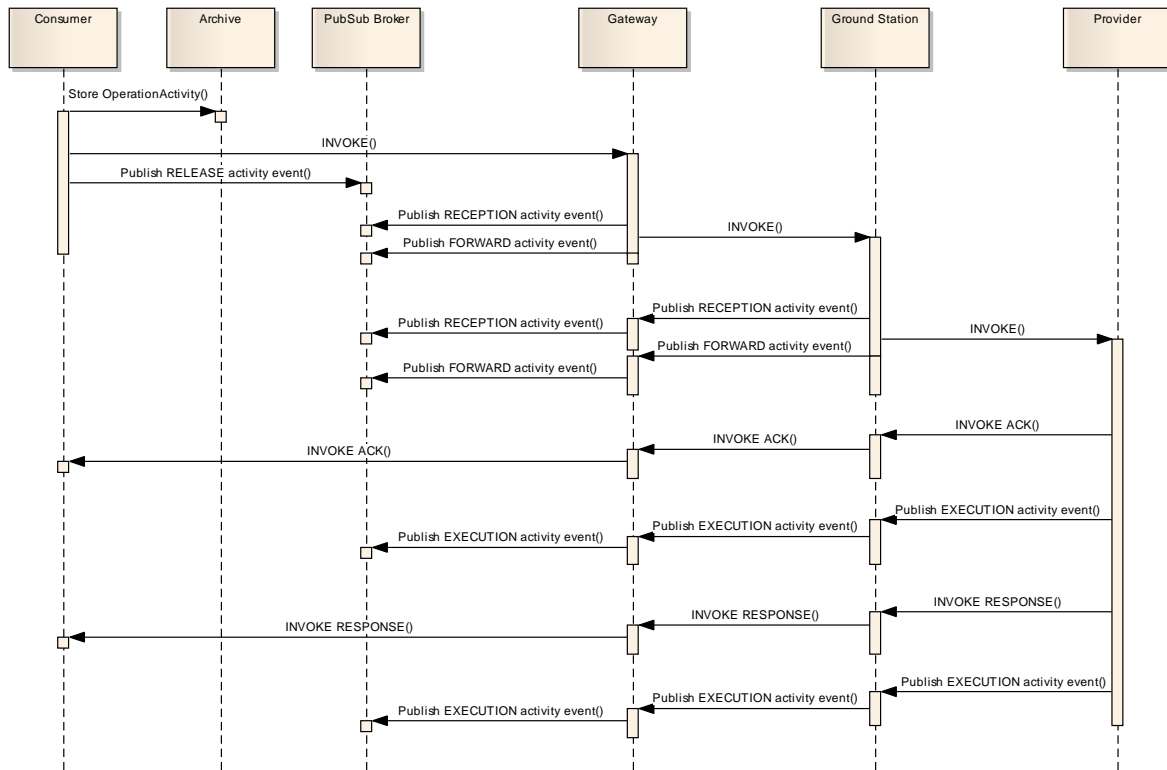 Consumer
Archive
PubSub Broker
Gateway
Ground Station
Provider
Store OperationActivity()
INVOKE()
Publish RELEASE activity event()
Publish RECEPTION activity event()
INVOKE()
Publish FORWARD activity event()
Publish RECEPTION activity event()
Publish RECEPTION activity event()
INVOKE()
Publish FORWARD activity event()
Publish FORWARD activity event()
INVOKE ACK()
INVOKE ACK()
INVOKE ACK()
Publish EXECUTION activity event()
Publish EXECUTION activity event()
Publish EXECUTION activity event()
INVOKE RESPONSE()
INVOKE RESPONSE()
INVOKE RESPONSE()
Publish EXECUTION activity event()
Publish EXECUTION activity event()
Publish EXECUTION activity event()